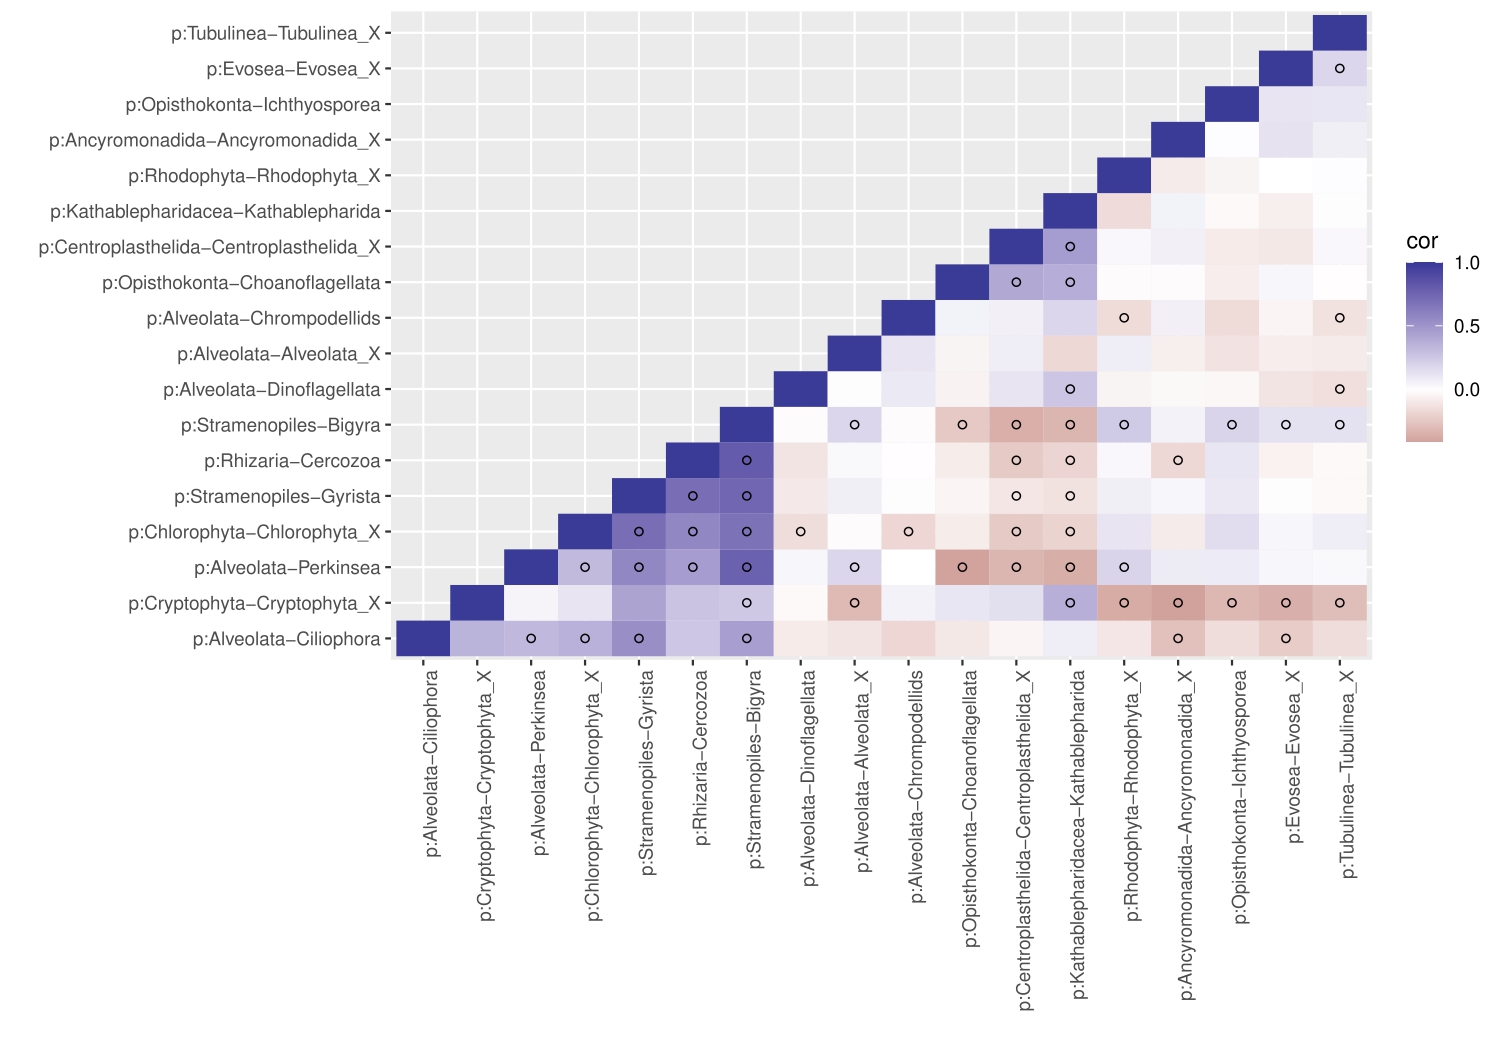 p:Tubulinea−Tubulinea_X
p:Evosea−Evosea_X
p:Opisthokonta−Ichthyosporea
p:Ancyromonadida−Ancyromonadida_X
p:Rhodophyta−Rhodophyta_X
p:Kathablepharidacea−Kathablepharida
p:Centroplasthelida−Centroplasthelida_X
p:Opisthokonta−Choanoflagellata
p:Alveolata−Chrompodellids
p:Alveolata−Alveolata_X
p:Alveolata−Dinoflagellata
p:Stramenopiles−Bigyra
p:Rhizaria−Cercozoa
p:Stramenopiles−Gyrista
p:Chlorophyta−Chlorophyta_X
p:Alveolata−Perkinsea
p:Cryptophyta−Cryptophyta_X
p:Alveolata−Ciliophora
p:Alveolata−Ciliophora
p:Cryptophyta−Cryptophyta_X
p:Alveolata−Perkinsea
p:Chlorophyta−Chlorophyta_X
p:Stramenopiles−Gyrista
p:Rhizaria−Cercozoa
p:Stramenopiles−Bigyra
p:Alveolata−Dinoflagellata
p:Alveolata−Alveolata_X
p:Alveolata−Chrompodellids
p:Opisthokonta−Choanoflagellata
p:Centroplasthelida−Centroplasthelida_X
p:Kathablepharidacea−Kathablepharida
p:Rhodophyta−Rhodophyta_X
p:Ancyromonadida−Ancyromonadida_X
p:Opisthokonta−Ichthyosporea
p:Evosea−Evosea_X
p:Tubulinea−Tubulinea_X
cor
1.0
0.5
0.0